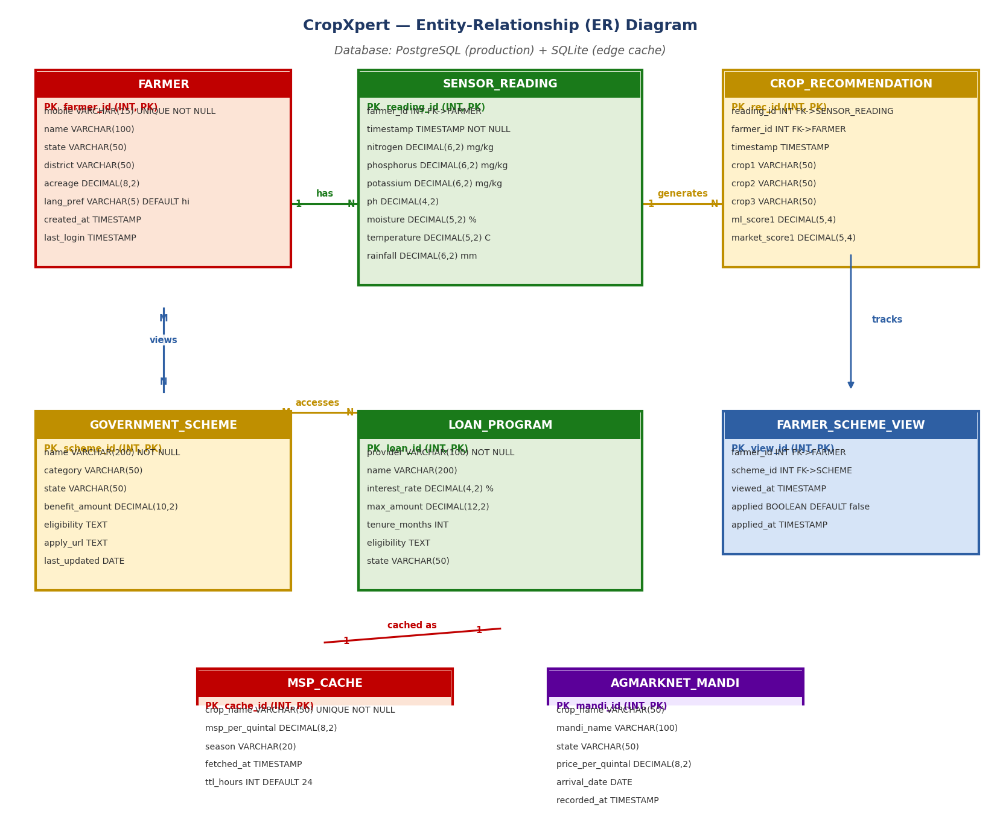 CropXpert — Entity-Relationship (ER) Diagram
Database: PostgreSQL (production) + SQLite (edge cache)
FARMER
PK farmer_id (INT, PK)
mobile VARCHAR(15) UNIQUE NOT NULL
name VARCHAR(100)
state VARCHAR(50)
district VARCHAR(50)
acreage DECIMAL(8,2)
lang_pref VARCHAR(5) DEFAULT hi
created_at TIMESTAMP
last_login TIMESTAMP
has
1
N
SENSOR_READING
PK reading_id (INT, PK)
farmer_id INT FK->FARMER
timestamp TIMESTAMP NOT NULL
nitrogen DECIMAL(6,2) mg/kg
phosphorus DECIMAL(6,2) mg/kg
potassium DECIMAL(6,2) mg/kg
ph DECIMAL(4,2)
moisture DECIMAL(5,2) %
temperature DECIMAL(5,2) C
rainfall DECIMAL(6,2) mm
generates
1
N
CROP_RECOMMENDATION
PK rec_id (INT, PK)
reading_id INT FK->SENSOR_READING
farmer_id INT FK->FARMER
timestamp TIMESTAMP
crop1 VARCHAR(50)
crop2 VARCHAR(50)
crop3 VARCHAR(50)
ml_score1 DECIMAL(5,4)
market_score1 DECIMAL(5,4)
M
views
N
tracks
accesses
M
N
GOVERNMENT_SCHEME
PK scheme_id (INT, PK)
name VARCHAR(200) NOT NULL
category VARCHAR(50)
state VARCHAR(50)
benefit_amount DECIMAL(10,2)
eligibility TEXT
apply_url TEXT
last_updated DATE
LOAN_PROGRAM
PK loan_id (INT, PK)
provider VARCHAR(100) NOT NULL
name VARCHAR(200)
interest_rate DECIMAL(4,2) %
max_amount DECIMAL(12,2)
tenure_months INT
eligibility TEXT
state VARCHAR(50)
FARMER_SCHEME_VIEW
PK view_id (INT, PK)
farmer_id INT FK->FARMER
scheme_id INT FK->SCHEME
viewed_at TIMESTAMP
applied BOOLEAN DEFAULT false
applied_at TIMESTAMP
cached as
1
1
MSP_CACHE
PK cache_id (INT, PK)
crop_name VARCHAR(50) UNIQUE NOT NULL
msp_per_quintal DECIMAL(8,2)
season VARCHAR(20)
fetched_at TIMESTAMP
ttl_hours INT DEFAULT 24
AGMARKNET_MANDI
PK mandi_id (INT, PK)
crop_name VARCHAR(50)
mandi_name VARCHAR(100)
state VARCHAR(50)
price_per_quintal DECIMAL(8,2)
arrival_date DATE
recorded_at TIMESTAMP